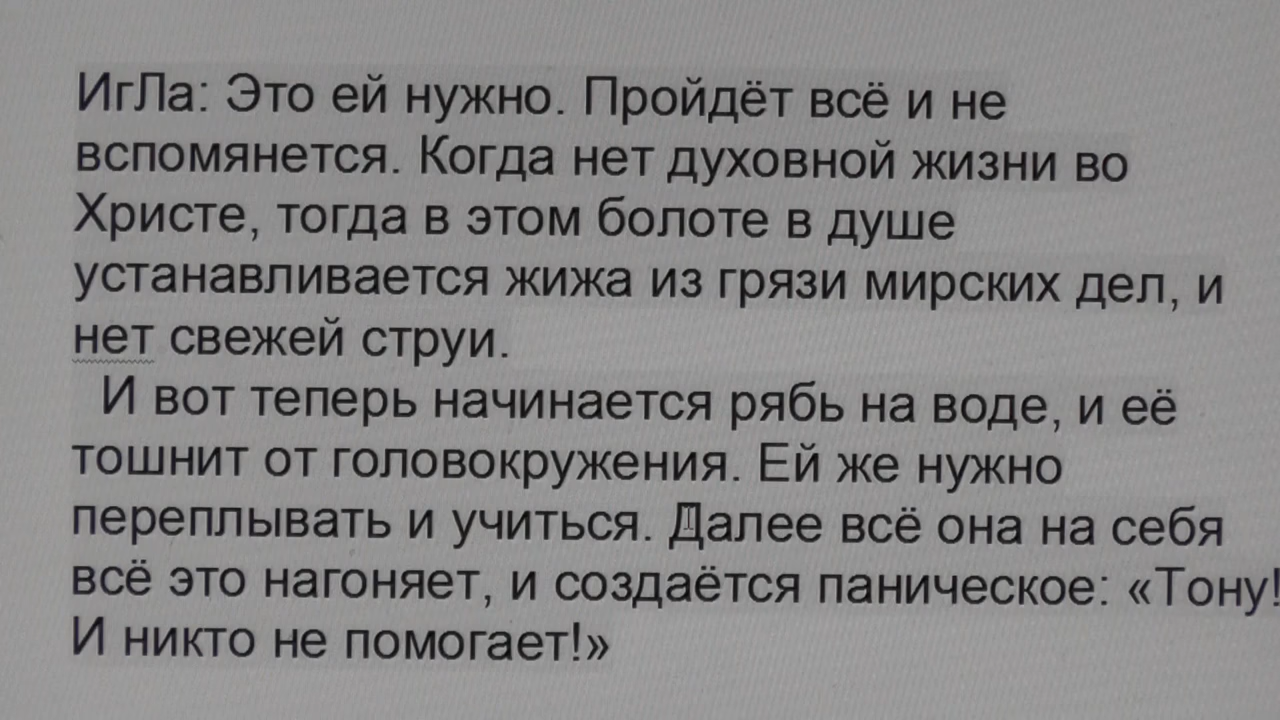 ИгЛа: Это ей нужно. Пройдёт всё и не
вспомянется. Когда нет духовной жизни во
Христе, тогда в этом болоте в душе
устанавливается жижа из грязи мирских дел, и
нет свежей струи.
И вот теперь начинается рябь на воде, и её
тошнит от головокружения. Ей же нужно
переплывать и учиться. Далее всё она на себя
всё это нагоняет, и создаётся паническое: «Тону!
И никто не помогает!»